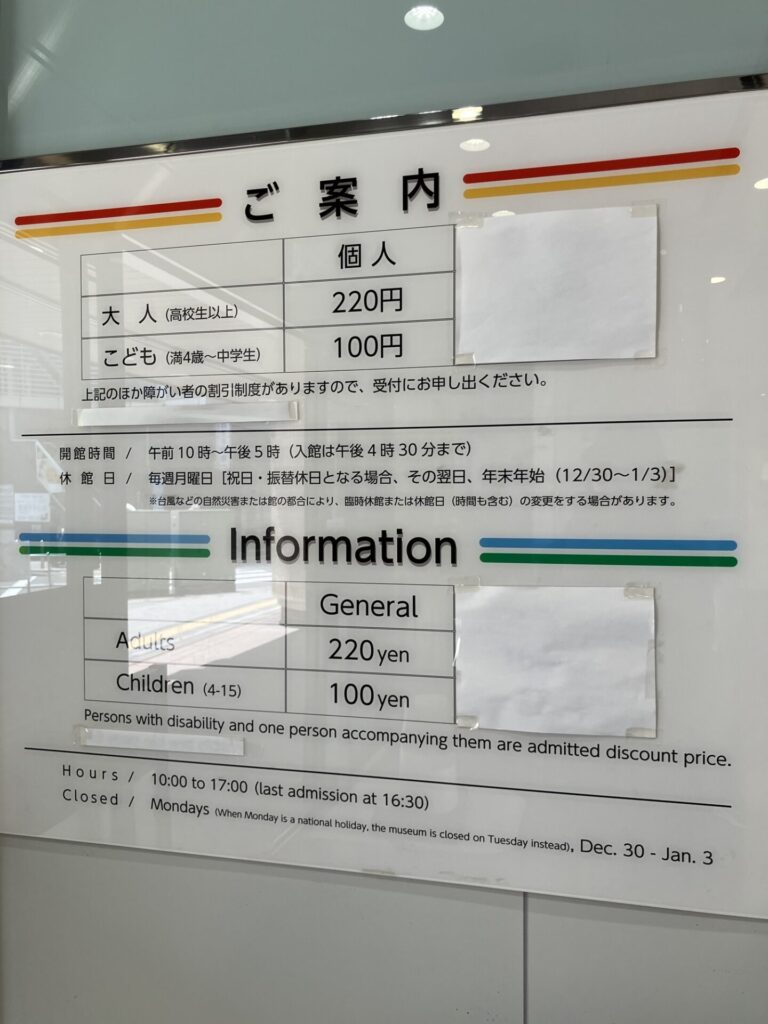 ご案内
個人
大人(高校生以上) 220円
こども(満4歳~中学生) 100円
上記のほか障がい者の割引制度がありますので、受付にお申し出ください。
開館時間 / 午前10時~午後5時(入館は午後4時30分まで)
休館日 / 毎週月曜日[祝日・振替休日となる場合、その翌日、年末年始(12/30~1/3)]
※台風などの自然災害または館の都合により、臨時休館または休館日(時間も含む)の変更をする場合があります。
Information
General
Adults 220yen
Children (4-15) 100yen
Persons with disability and one person accompanying them are admitted discount price.
Hours / 10:00 to 17:00 (last admission at 16:30)
Closed / Mondays (When Monday is a national holiday, the museum is closed on Tuesday instead), Dec. 30 - Jan. 3